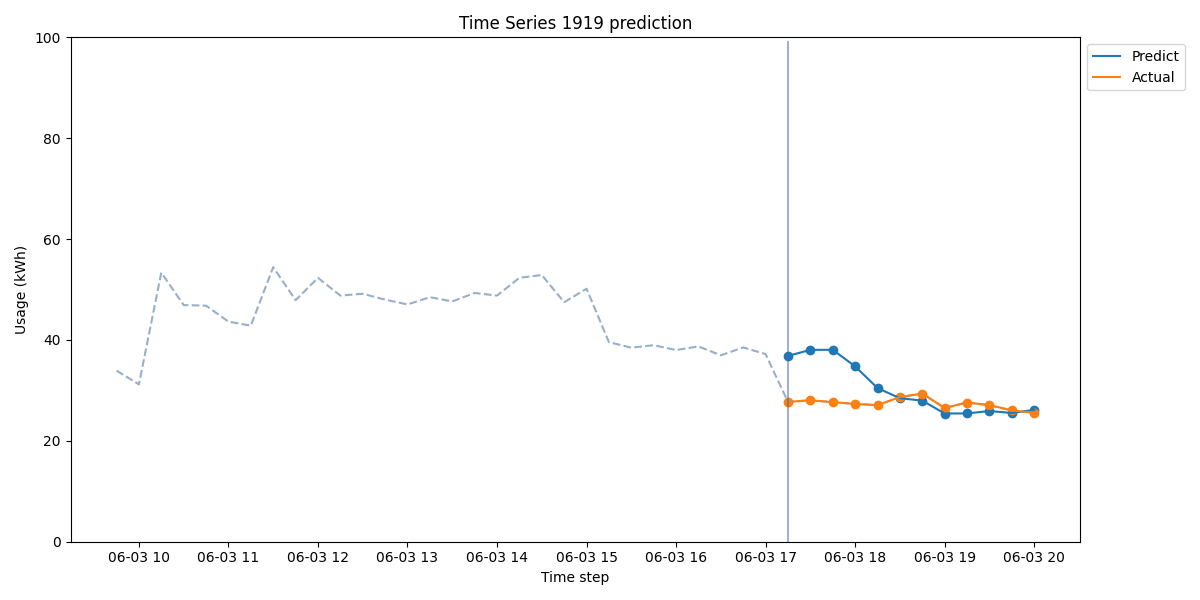 Time Series 1919 prediction
100
80
60
40
20
0
Usage (kWh)
06-03 10 06-03 11 06-03 12 06-03 13 06-03 14 06-03 15 06-03 16 06-03 17 06-03 18 06-03 19 06-03 20
Time step
Predict
Actual